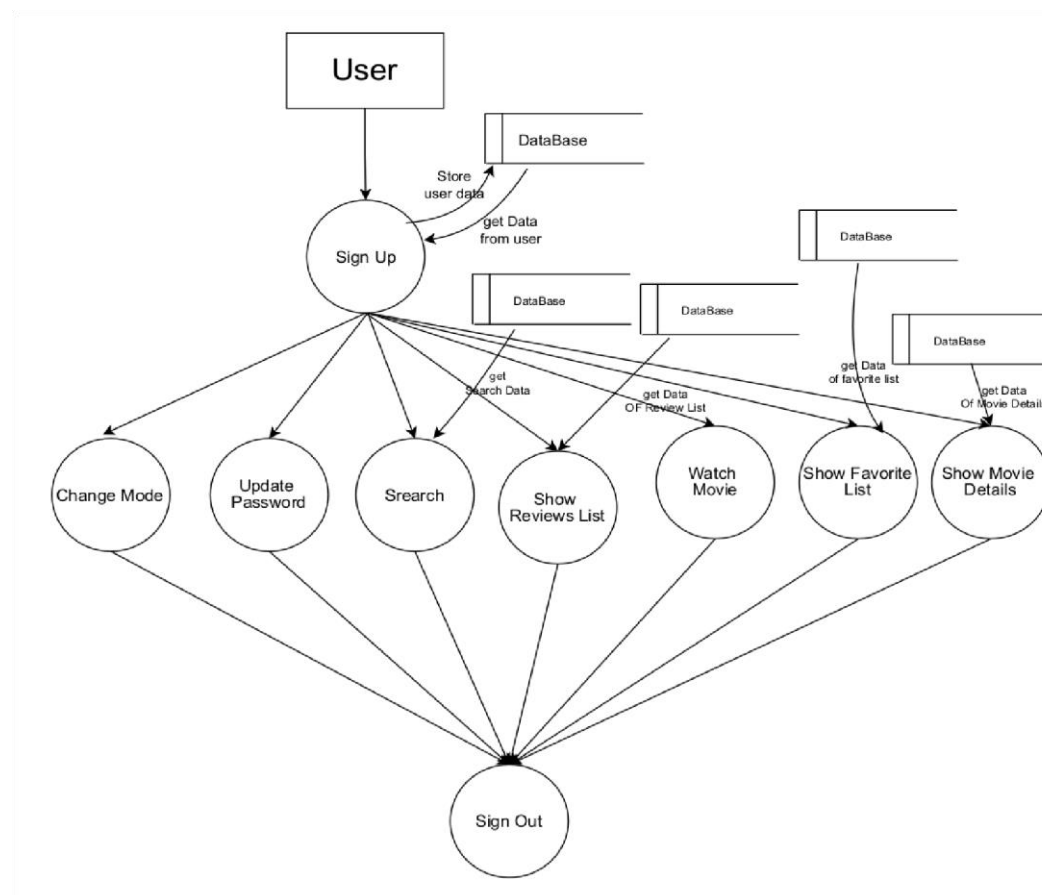 User
DataBase
Store
user data
get Data
from user
Sign Up
DataBase
DataBase
DataBase
DataBase
get
Search Data
get Data
OF Review List
get Data
of favorite list
get Data
Of Movie Details
Change Mode
Update
Password
Srearch
Show
Reviews List
Watch
Movie
Show Favorite
List
Show Movie
Details
Sign Out